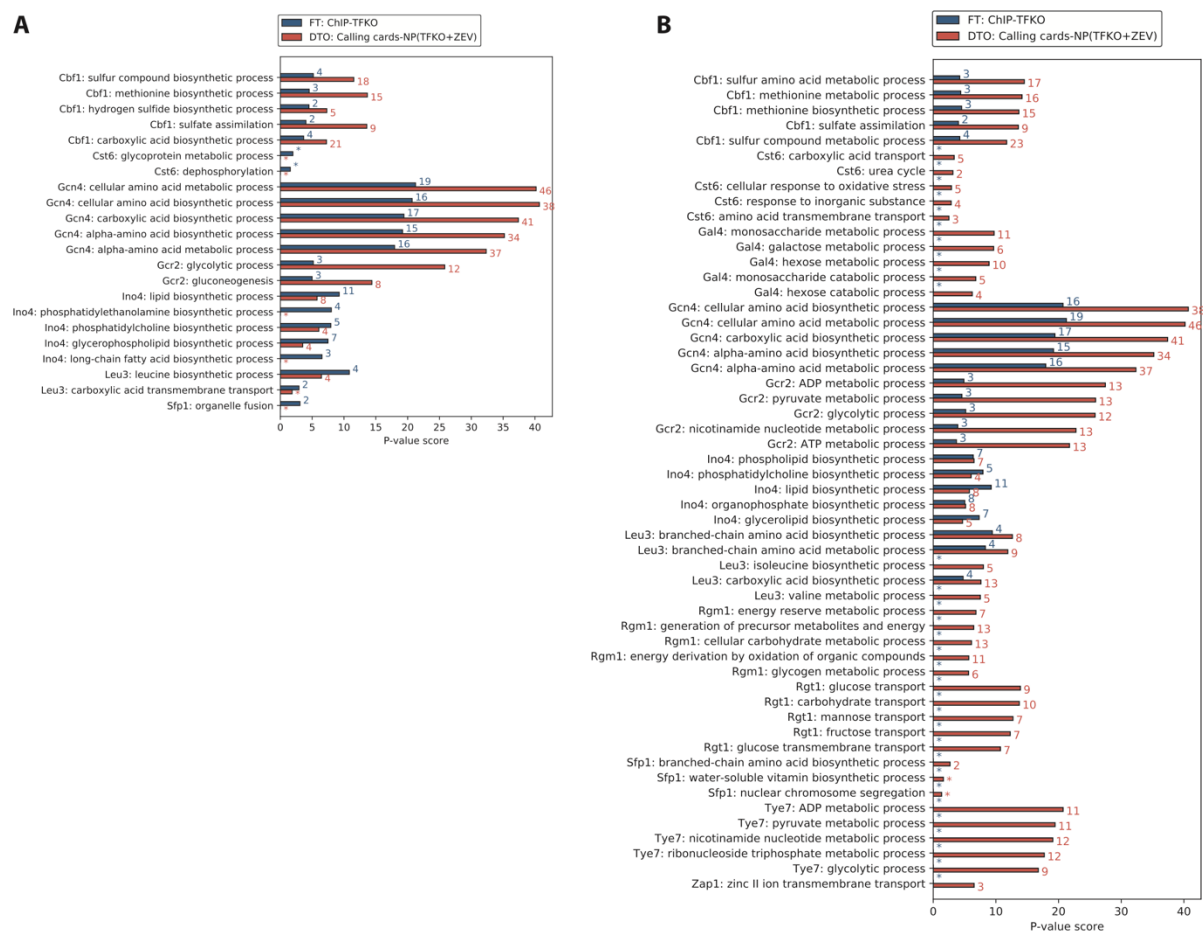 A
FT: ChIP-TFKO
DTO: Calling cards-NP(TFKO+ZEV)
Cbf1: sulfur compound biosynthetic process 4 18
Cbf1: methionine biosynthetic process 3 15
Cbf1: hydrogen sulfide biosynthetic process 2 5
Cbf1: sulfate assimilation 2 9
Cbf1: carboxylic acid biosynthetic process 4 21
Cst6: glycoprotein metabolic process * *
Cst6: dephosphorylation * *
Gcn4: cellular amino acid metabolic process 19 46
Gcn4: cellular amino acid biosynthetic process 16 38
Gcn4: carboxylic acid biosynthetic process 17 41
Gcn4: alpha-amino acid biosynthetic process 15 34
Gcn4: alpha-amino acid metabolic process 16 37
Gcr2: glycolytic process 3 12
Gcr2: gluconeogenesis 3 8
Ino4: lipid biosynthetic process 11 8
Ino4: phosphatidylethanolamine biosynthetic process 4 *
Ino4: phosphatidylcholine biosynthetic process 5 4
Ino4: glycerophospholipid biosynthetic process 7 4
Ino4: long-chain fatty acid biosynthetic process 3 *
Leu3: leucine biosynthetic process 4 4
Leu3: carboxylic acid transmembrane transport 2 *
Sfp1: organelle fusion 2 *
0 5 10 15 20 25 30 35 40
P-value score
B
FT: ChIP-TFKO
DTO: Calling cards-NP(TFKO+ZEV)
Cbf1: sulfur amino acid metabolic process 3 17
Cbf1: methionine metabolic process 3 16
Cbf1: methionine biosynthetic process 3 15
Cbf1: sulfate assimilation 2 9
Cbf1: sulfur compound metabolic process 4 23
Cst6: carboxylic acid transport * 5
Cst6: urea cycle * 2
Cst6: cellular response to oxidative stress * 5
Cst6: response to inorganic substance * 4
Cst6: amino acid transmembrane transport * 3
Gal4: monosaccharide metabolic process * 11
Gal4: galactose metabolic process * 6
Gal4: hexose metabolic process * 10
Gal4: monosaccharide catabolic process * 5
Gal4: hexose catabolic process * 4
Gcn4: cellular amino acid biosynthetic process 16 38
Gcn4: cellular amino acid metabolic process 19 46
Gcn4: carboxylic acid biosynthetic process 17 41
Gcn4: alpha-amino acid biosynthetic process 15 34
Gcn4: alpha-amino acid metabolic process 16 37
Gcr2: ADP metabolic process 3 13
Gcr2: pyruvate metabolic process 3 13
Gcr2: glycolytic process 3 12
Gcr2: nicotinamide nucleotide metabolic process 3 13
Gcr2: ATP metabolic process 3 13
Ino4: phospholipid biosynthetic process 7 7
Ino4: phosphatidylcholine biosynthetic process 5 4
Ino4: lipid biosynthetic process 11 8
Ino4: organophosphate biosynthetic process 8 8
Ino4: glycerolipid biosynthetic process 7 5
Leu3: branched-chain amino acid biosynthetic process 4 8
Leu3: branched-chain amino acid metabolic process 4 9
Leu3: isoleucine biosynthetic process * 5
Leu3: carboxylic acid biosynthetic process 4 13
Leu3: valine metabolic process * 5
Rgm1: energy reserve metabolic process * 7
Rgm1: generation of precursor metabolites and energy * 13
Rgm1: cellular carbohydrate metabolic process * 13
Rgm1: energy derivation by oxidation of organic compounds * 11
Rgm1: glycogen metabolic process * 6
Rgt1: glucose transport * 9
Rgt1: carbohydrate transport * 10
Rgt1: mannose transport * 7
Rgt1: fructose transport * 7
Rgt1: glucose transmembrane transport * 7
Sfp1: branched-chain amino acid biosynthetic process * 2
Sfp1: water-soluble vitamin biosynthetic process * *
Sfp1: nuclear chromosome segregation * *
Tye7: ADP metabolic process * 11
Tye7: pyruvate metabolic process * 11
Tye7: nicotinamide nucleotide metabolic process * 12
Tye7: ribonucleoside triphosphate metabolic process * 12
Tye7: glycolytic process * 9
Zap1: zinc II ion transmembrane transport * 3
0 10 20 30 40
P-value score